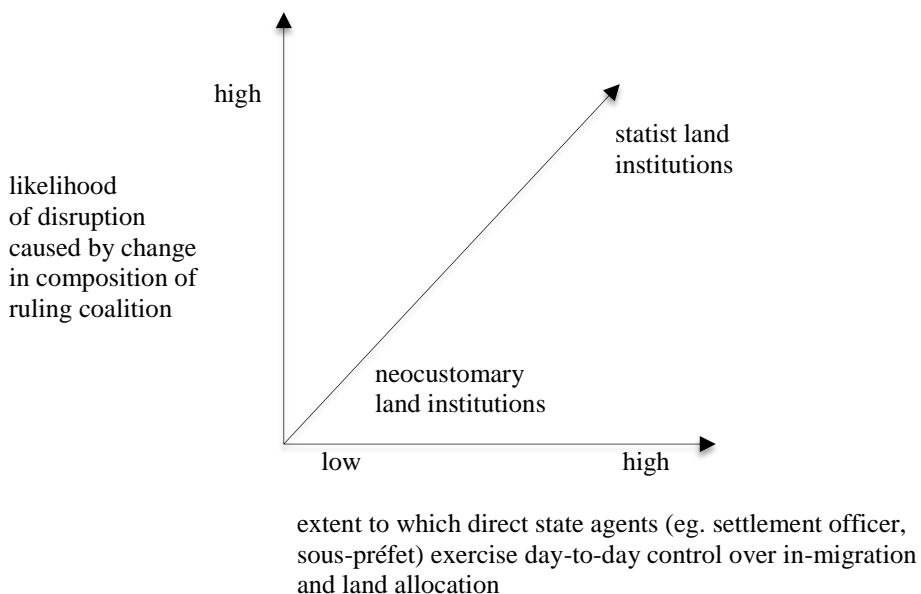 high
statist land
institutions
likelihood
of disruption
caused by change
in composition of
ruling coalition
neocustomary
land institutions
low
high
extent to which direct state agents (eg. settlement officer,
sous-préfet) exercise day-to-day control over in-migration
and land allocation